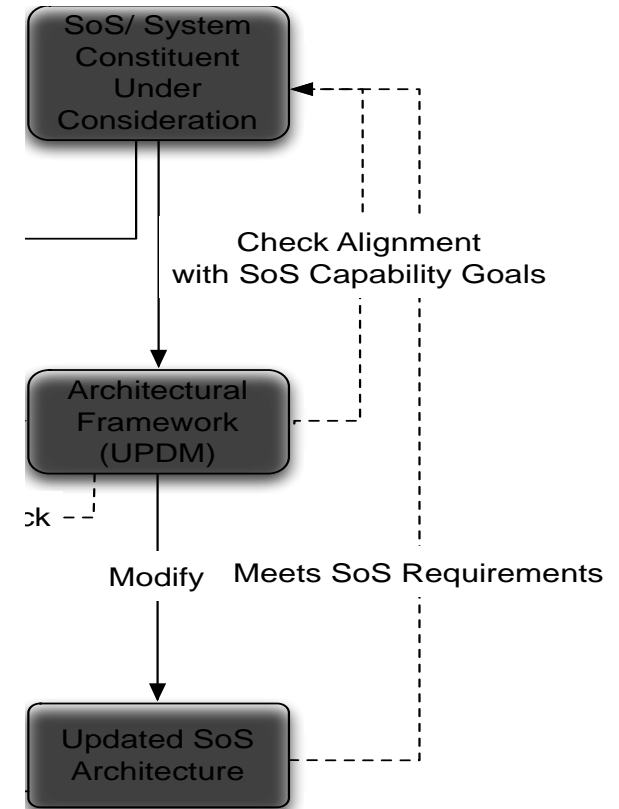 SoS/ System
Constituent
Under
Consideration
Check Alignment
with SoS Capability Goals
Architectural
Framework
(UPDM)
Modify
Meets SoS Requirements
Updated SoS
Architecture